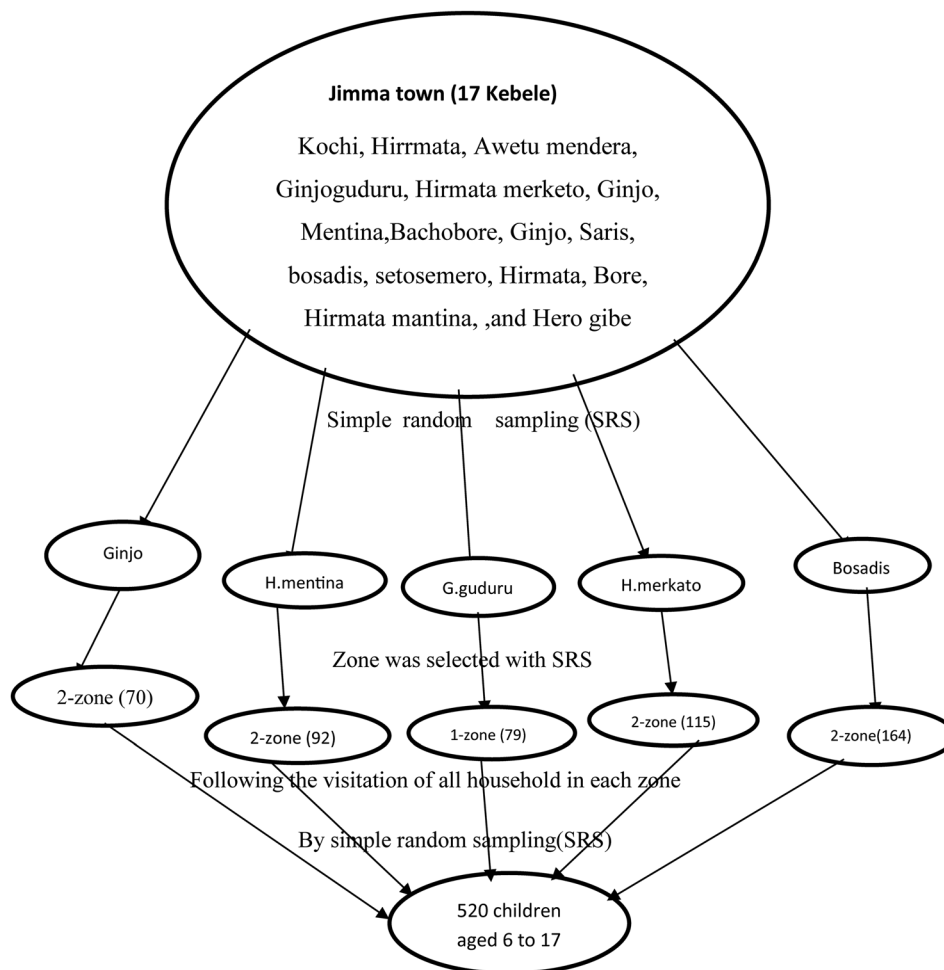 Jimma town (17 Kebele)
Kochi, Hirrmata, Awetu mendera,
Ginjoguduru, Hirmata merketo, Ginjo,
Mentina,Bachobore, Ginjo, Saris,
bosadis, setosemero, Hirmata, Bore,
Hirmata mantina, ,and Hero gibe
Simple random sampling (SRS)
Ginjo
H.mentina
G.guduru
H.merkato
Bosadis
Zone was selected with SRS
2-zone (70)
2-zone (92)
1-zone (79)
2-zone (115)
2-zone(164)
Following the visitation of all household in each zone
By simple random sampling(SRS)
520 children
aged 6 to 17